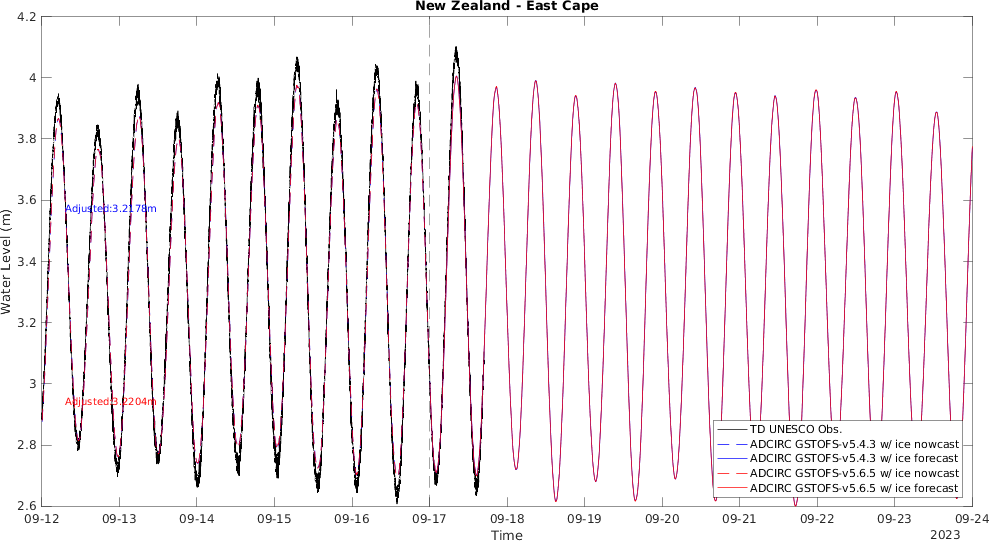 New Zealand - East Cape
Water Level (m)
4.2
4
3.8
3.6
3.4
3.2
3
2.8
2.6
Adjusted:3.2178m
Adjusted:3.2204m
TD UNESCO Obs.
ADCIRC GSTOFS-v5.4.3 w/ ice nowcast
ADCIRC GSTOFS-v5.4.3 w/ ice forecast
ADCIRC GSTOFS-v5.6.5 w/ ice nowcast
ADCIRC GSTOFS-v5.6.5 w/ ice forecast
09-12 09-13 09-14 09-15 09-16 09-17 09-18 09-19 09-20 09-21 09-22 09-23 09-24
Time
2023